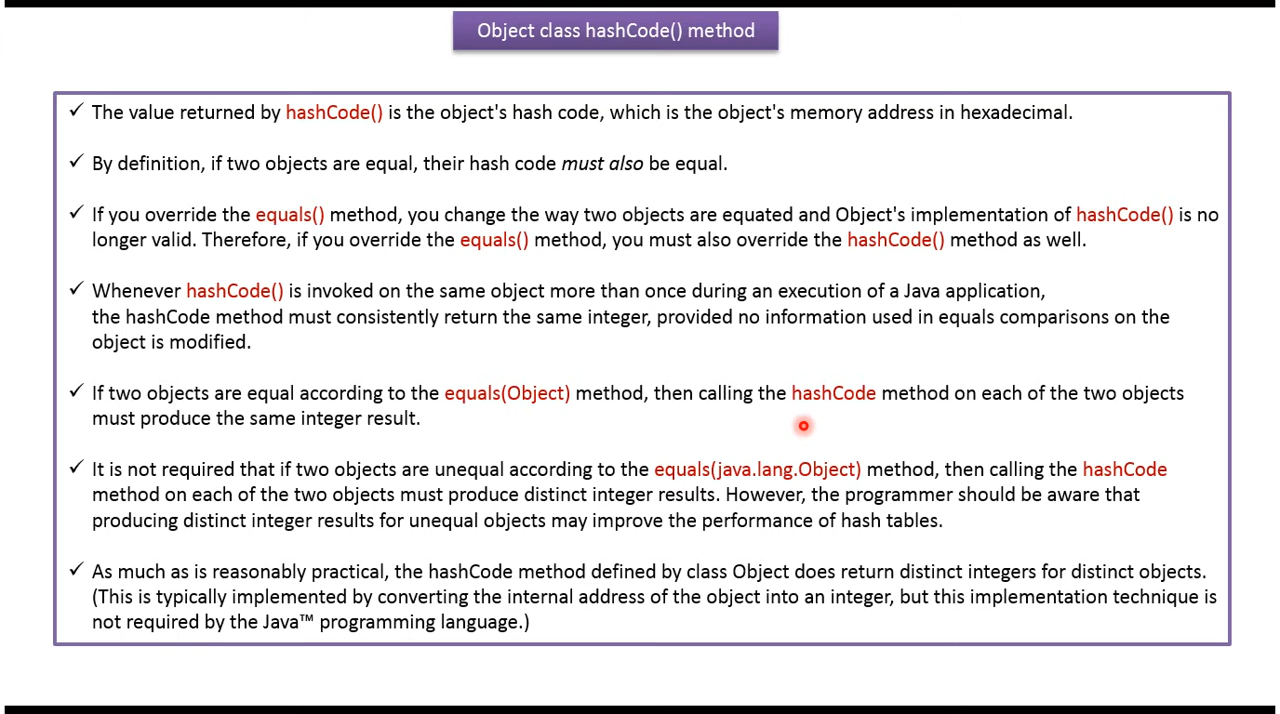 Object class hashCode() method
✓ The value returned by hashCode() is the object's hash code, which is the object's memory address in hexadecimal.
✓ By definition, if two objects are equal, their hash code must also be equal.
✓ If you override the equals() method, you change the way two objects are equated and Object's implementation of hashCode() is no
longer valid. Therefore, if you override the equals() method, you must also override the hashCode() method as well.
✓ Whenever hashCode() is invoked on the same object more than once during an execution of a Java application,
the hashCode method must consistently return the same integer, provided no information used in equals comparisons on the
object is modified.
✓ If two objects are equal according to the equals(Object) method, then calling the hashCode method on each of the two objects
must produce the same integer result.
✓ It is not required that if two objects are unequal according to the equals(java.lang.Object) method, then calling the hashCode
method on each of the two objects must produce distinct integer results. However, the programmer should be aware that
producing distinct integer results for unequal objects may improve the performance of hash tables.
✓ As much as is reasonably practical, the hashCode method defined by class Object does return distinct integers for distinct objects.
(This is typically implemented by converting the internal address of the object into an integer, but this implementation technique is
not required by the Java™ programming language.)